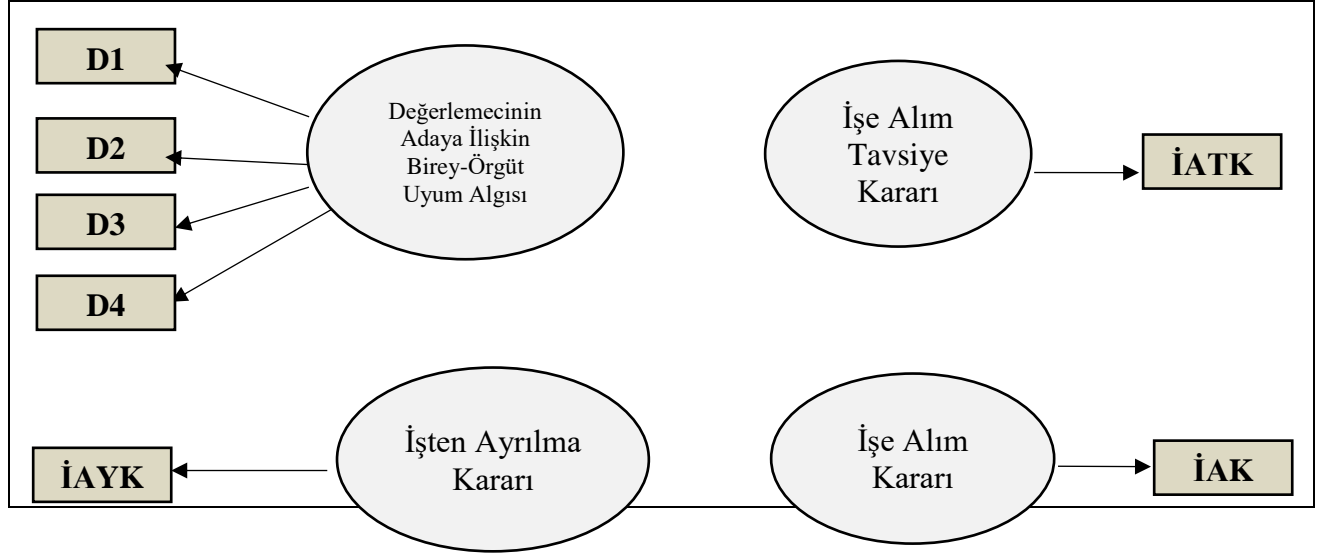 D1
D2
D3
D4
Değerlemecinin
Adaya İlişkin
Birey-Örgüt
Uyum Algısı
İşe Alım
Tavsiye
Kararı
İATK
İAYK
İşten Ayrılma
Kararı
İşe Alım
Kararı
İAK